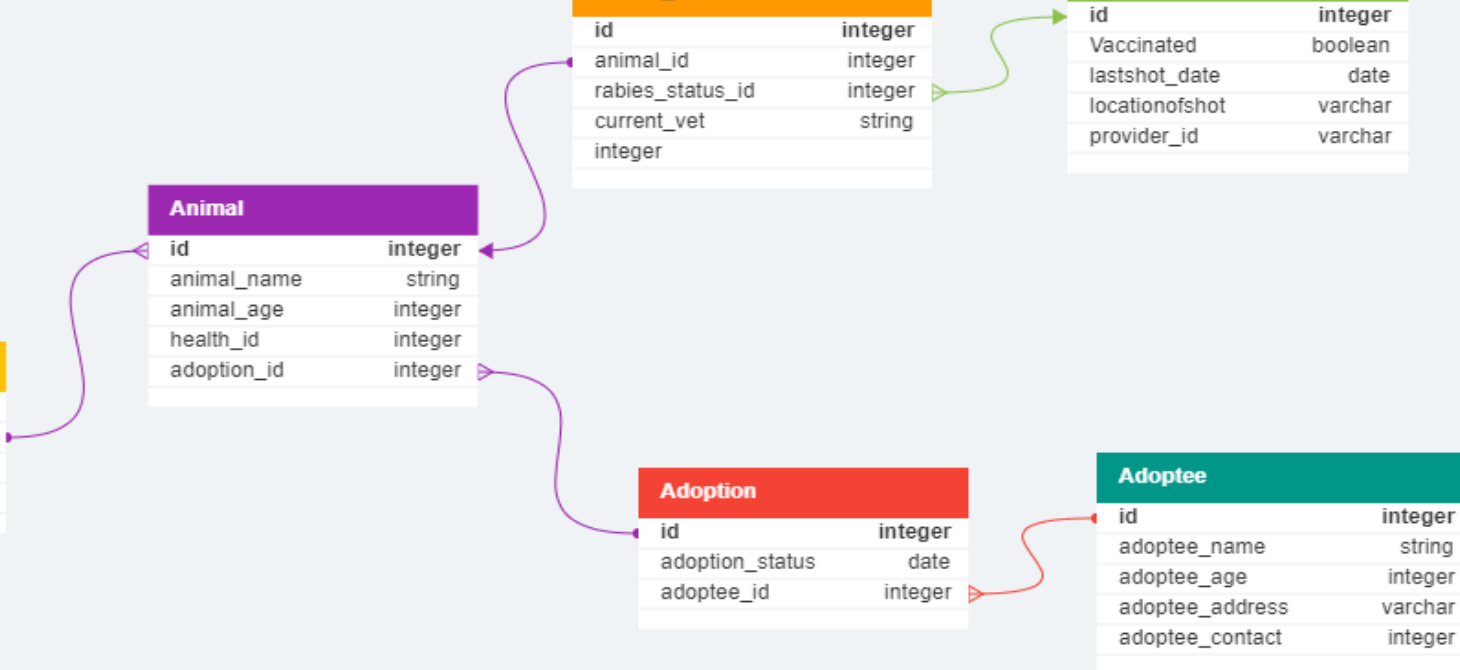 id integer
animal_id integer
rabies_status_id integer
current_vet string
integer
id integer
Vaccinated boolean
lastshot_date date
locationofshot varchar
provider_id varchar
Animal
id integer
animal_name string
animal_age integer
health_id integer
adoption_id integer
Adoption
id integer
adoption_status date
adoptee_id integer
Adoptee
id integer
adoptee_name string
adoptee_age integer
adoptee_address varchar
adoptee_contact integer